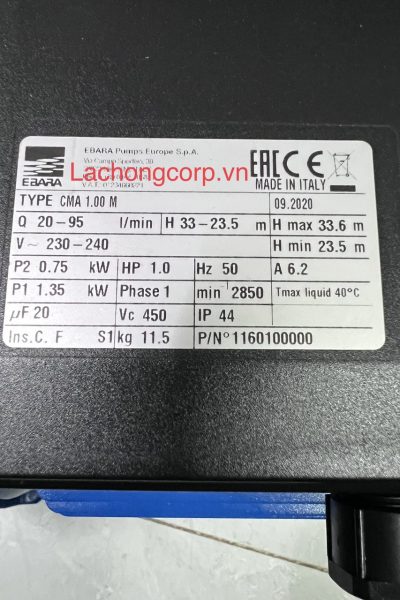 EBARA
EBARA Pumps Europe S.p.A.
Lachongcorp.vn
EAC CE
MADE IN ITALY
TYPE CMA 1.00 M 09.2020
Q 20-95 l/min H 33-23.5 m H max 33.6 m
V~ 230-240 H min 23.5 m
P2 0.75 kW HP 1.0 Hz 50 A 6.2
P1 1.35 kW Phase 1 min⁻¹ 2850 Tmax liquid 40°C
µF 20 Vc 450 IP 44
Ins.C. F S1 kg 11.5 P/N° 1160100000